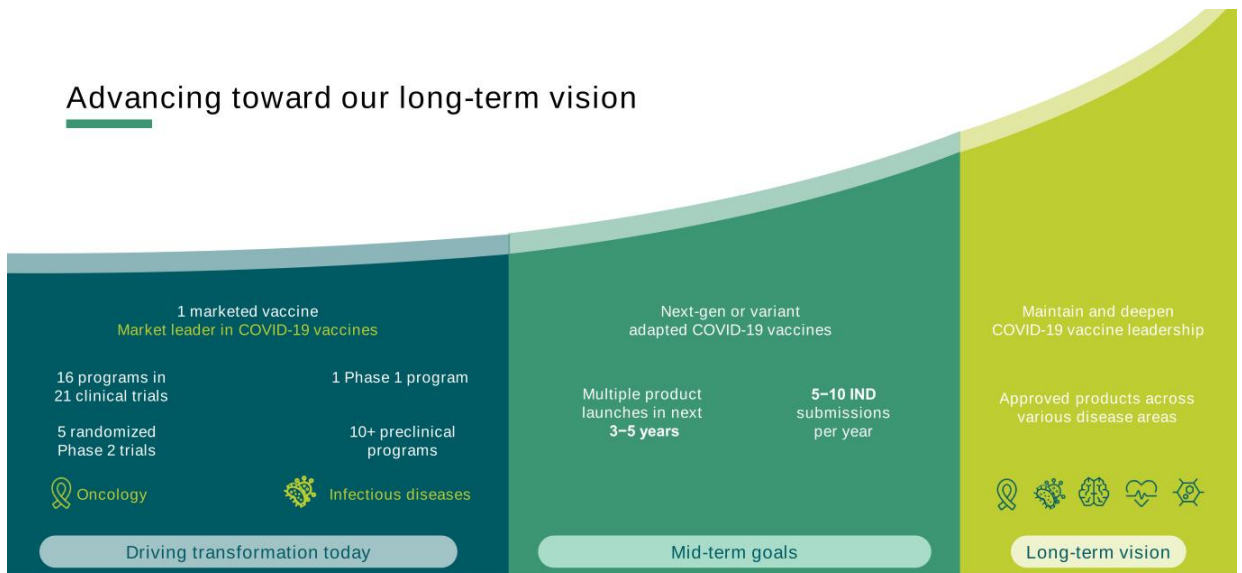 Advancing toward our long-term vision
1 marketed vaccine
Market leader in COVID-19 vaccines
16 programs in
21 clinical trials
5 randomized
Phase 2 trials
Oncology
1 Phase 1 program
10+ preclinical
programs
Infectious diseases
Driving transformation today
Next-gen or variant
adapted COVID-19 vaccines
Multiple product
launches in next
3−5 years
5−10 IND
submissions
per year
Mid-term goals
Maintain and deepen
COVID-19 vaccine leadership
Approved products across
various disease areas
Long-term vision